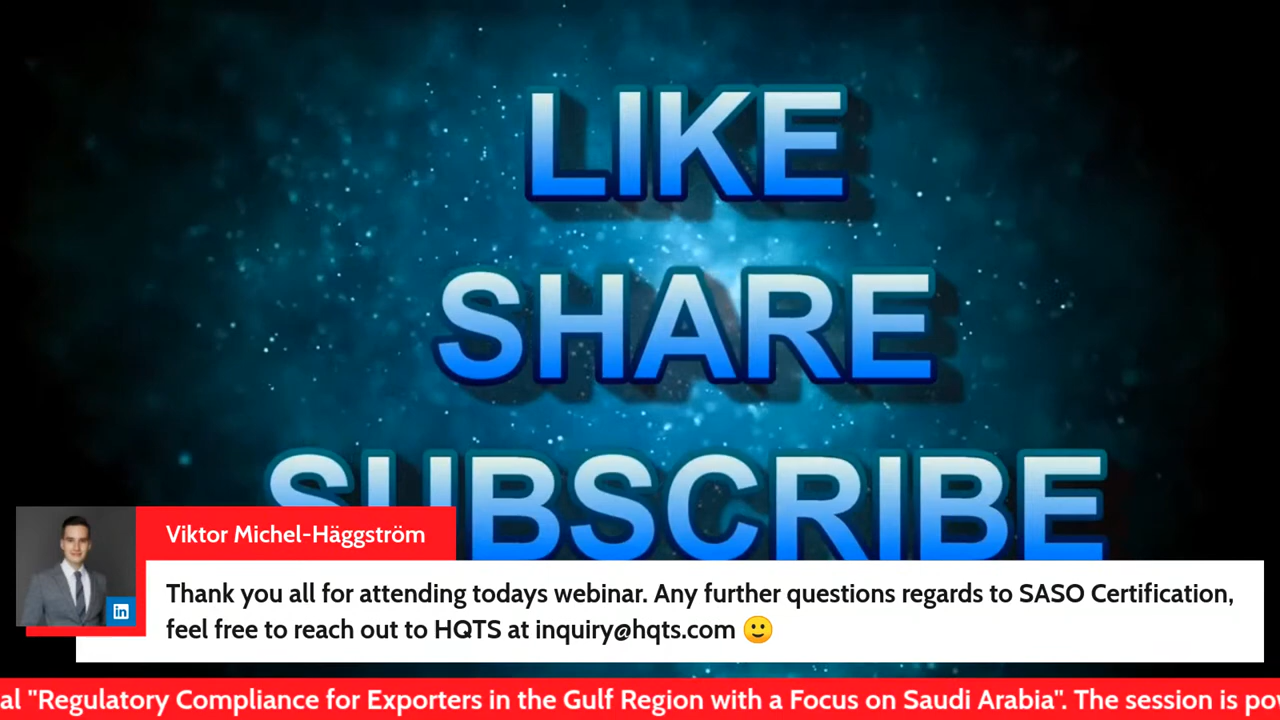 LIKE
SHARE
SUBSCRIBE
Viktor Michel-Häggström
in
Thank you all for attending todays webinar. Any further questions regards to SASO Certification,
feel free to reach out to HQTS at inquiry@hqts.com 🙂
"Regulatory Compliance for Exporters in the Gulf Region with a Focus on Saudi Arabia". The session is